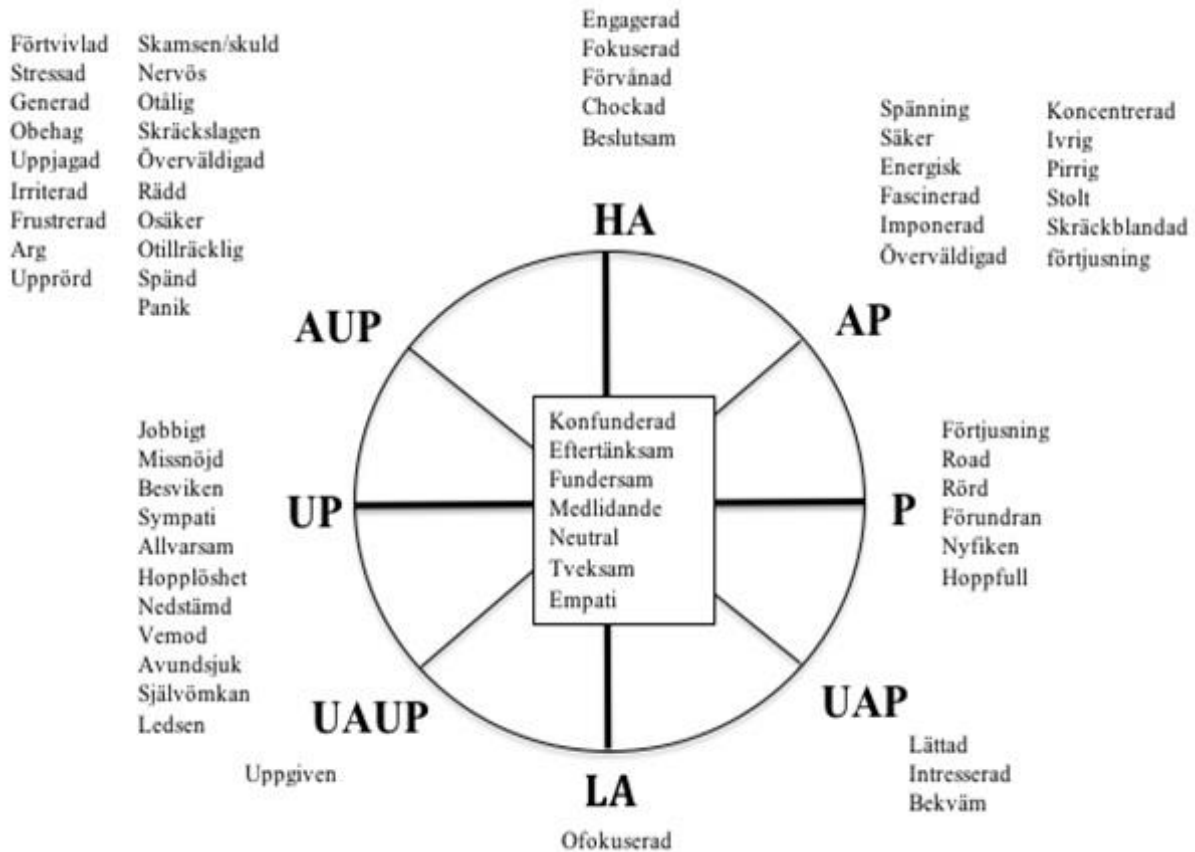 Engagerad
Fokuserad
Förvånad
Chockad
Beslutsam
Förtvivlad Skamsen/skuld
Stressad Nervös
Generad Otålig
Obehag Skräckslagen
Uppjagad Överväldigad
Irriterad Rädd
Frustrerad Osäker
Arg Otillräcklig
Upprörd Spänd
Panik
Spänning Koncentrerad
Säker Ivrig
Energisk Pirrig
Fascinerad Stolt
Imponerad Skräckblandad
Överväldigad förtjusning
HA
AUP
AP
Konfunderad
Eftertänksam
Fundersam
Medlidande
Neutral
Tveksam
Empati
Jobbigt
Missnöjd
Besviken
Sympati
Allvarsam
Hopplöshet
Nedstämd
Vemod
Avundsjuk
Självömkan
Ledsen
UP
P
Förtjusning
Road
Rörd
Förundran
Nyfiken
Hoppfull
UAUP
UAP
Uppgiven
Lättad
Intresserad
Bekväm
LA
Ofokuserad